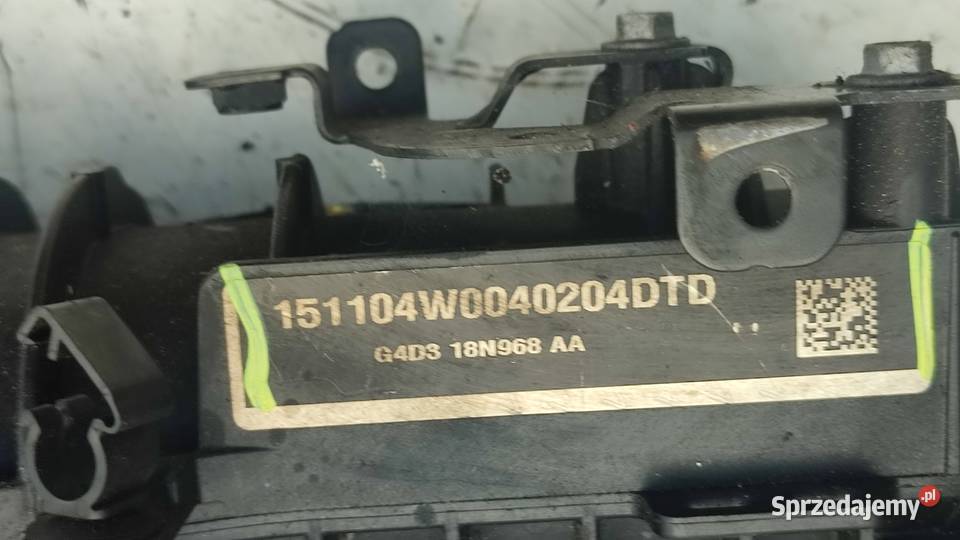 151104W0040204DTD
G4D3 18N968 AA
Sprzedajemy.pl